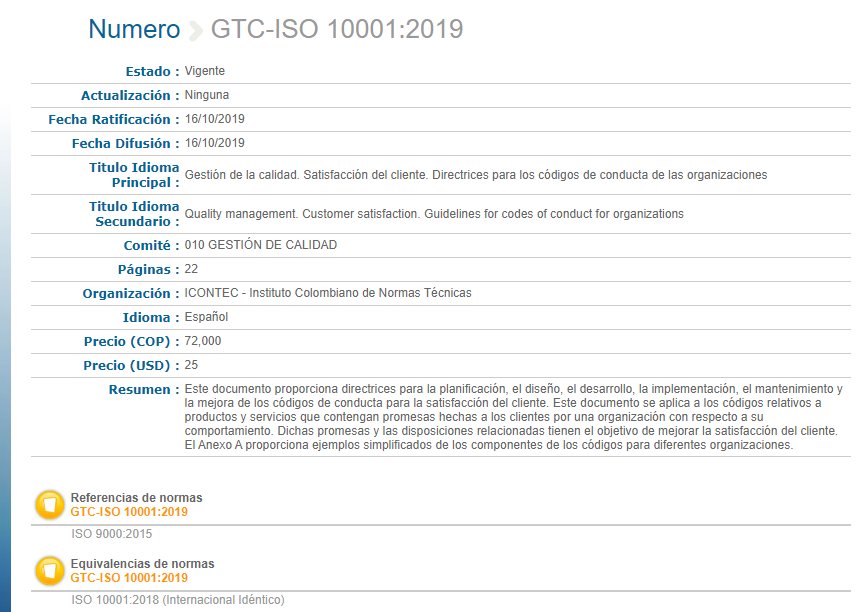 Numero GTC-ISO 10001:2019
Estado : Vigente
Actualización : Ninguna
Fecha Ratificación : 16/10/2019
Fecha Difusión : 16/10/2019
Titulo Idioma Principal : Gestión de la calidad. Satisfacción del cliente. Directrices para los códigos de conducta de las organizaciones
Titulo Idioma Secundario : Quality management. Customer satisfaction. Guidelines for codes of conduct for organizations
Comité : 010 GESTIÓN DE CALIDAD
Páginas : 22
Organización : ICONTEC - Instituto Colombiano de Normas Técnicas
Idioma : Español
Precio (COP) : 72,000
Precio (USD) : 25
Resumen : Este documento proporciona directrices para la planificación, el diseño, el desarrollo, la implementación, el mantenimiento y
la mejora de los códigos de conducta para la satisfacción del cliente. Este documento se aplica a los códigos relativos a
productos y servicios que contengan promesas hechas a los clientes por una organización con respecto a su
comportamiento. Dichas promesas y las disposiciones relacionadas tienen el objetivo de mejorar la satisfacción del cliente.
El Anexo A proporciona ejemplos simplificados de los componentes de los códigos para diferentes organizaciones.
Referencias de normas
GTC-ISO 10001:2019
ISO 9000:2015
Equivalencias de normas
GTC-ISO 10001:2019
ISO 10001:2018 (Internacional Idéntico)